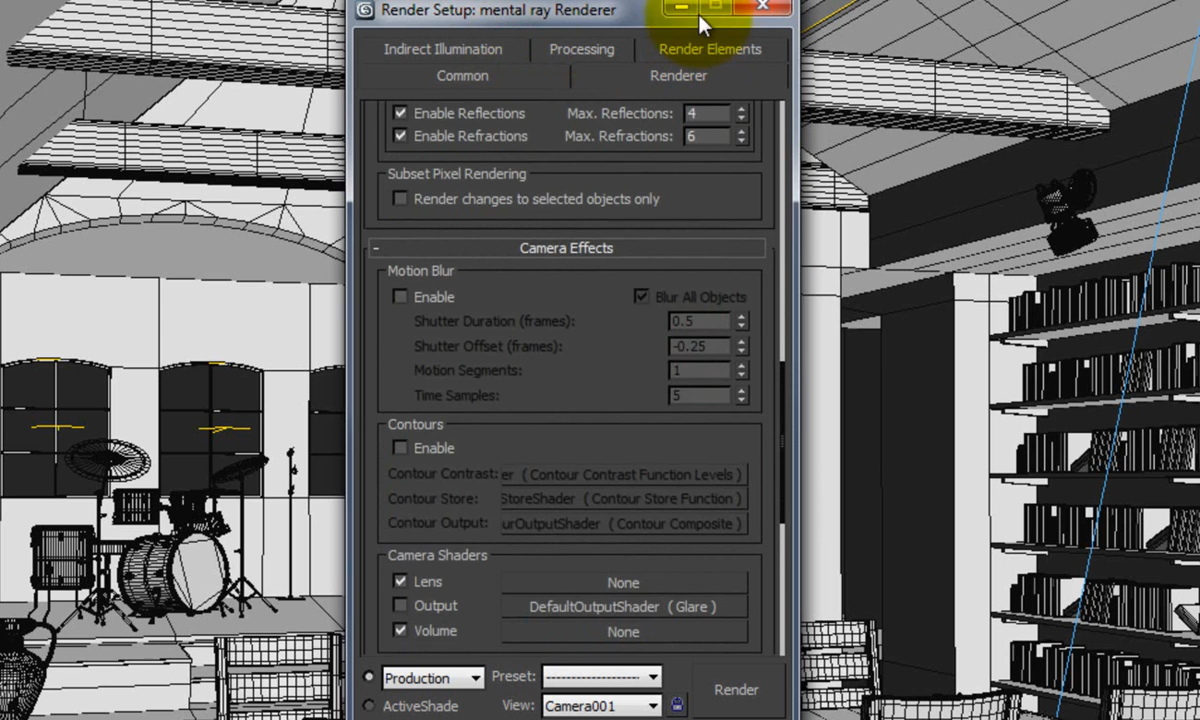 Render Setup: mental ray Renderer
Indirect Illumination Processing Render Elements
Common Renderer
Enable Reflections Max. Reflections: 4
Enable Refractions Max. Refractions: 6
Subset Pixel Rendering
Render changes to selected objects only
- Camera Effects
Motion Blur
Enable Blur All Objects
Shutter Duration (frames): 0.5
Shutter Offset (frames): -0.25
Motion Segments: 1
Time Samples: 5
Contours
Enable
Contour Contrast: er ( Contour Contrast Function Levels )
Contour Store: StoreShader ( Contour Store Function )
Contour Output: urOutputShader ( Contour Composite )
Camera Shaders
Lens None
Output DefaultOutputShader ( Glare )
Volume None
Production Preset: --------------------
Render
ActiveShade View: Camera001